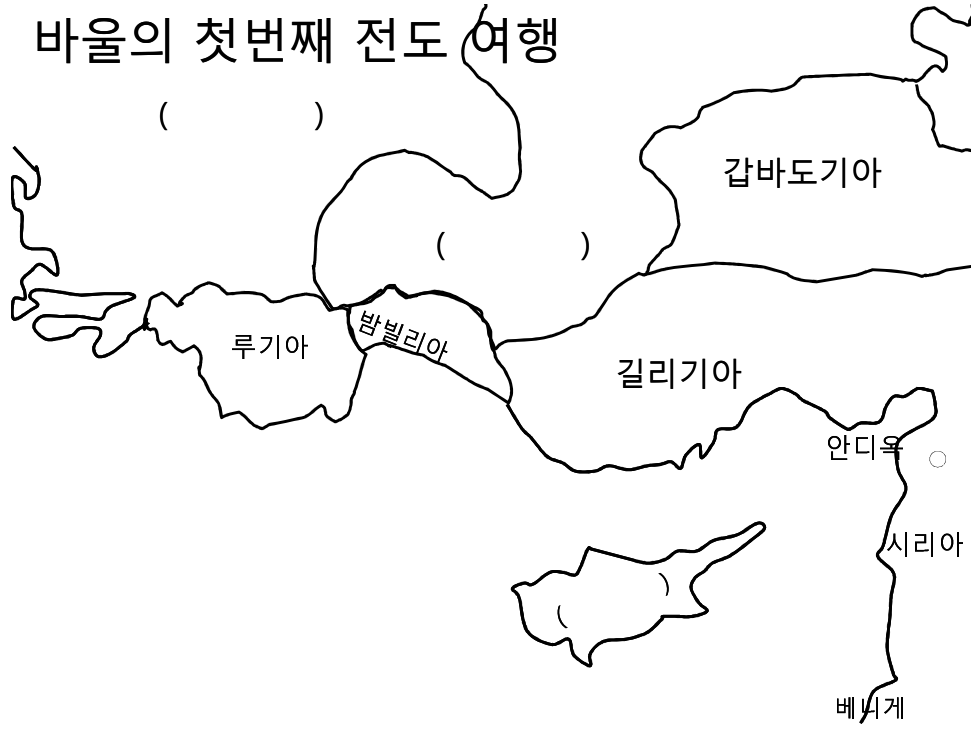 바울의 첫번째 전도 여행
( )
갑바도기아
( )
밤빌리아
루기아
길리기아
안디옥
시리아
( )
베니게